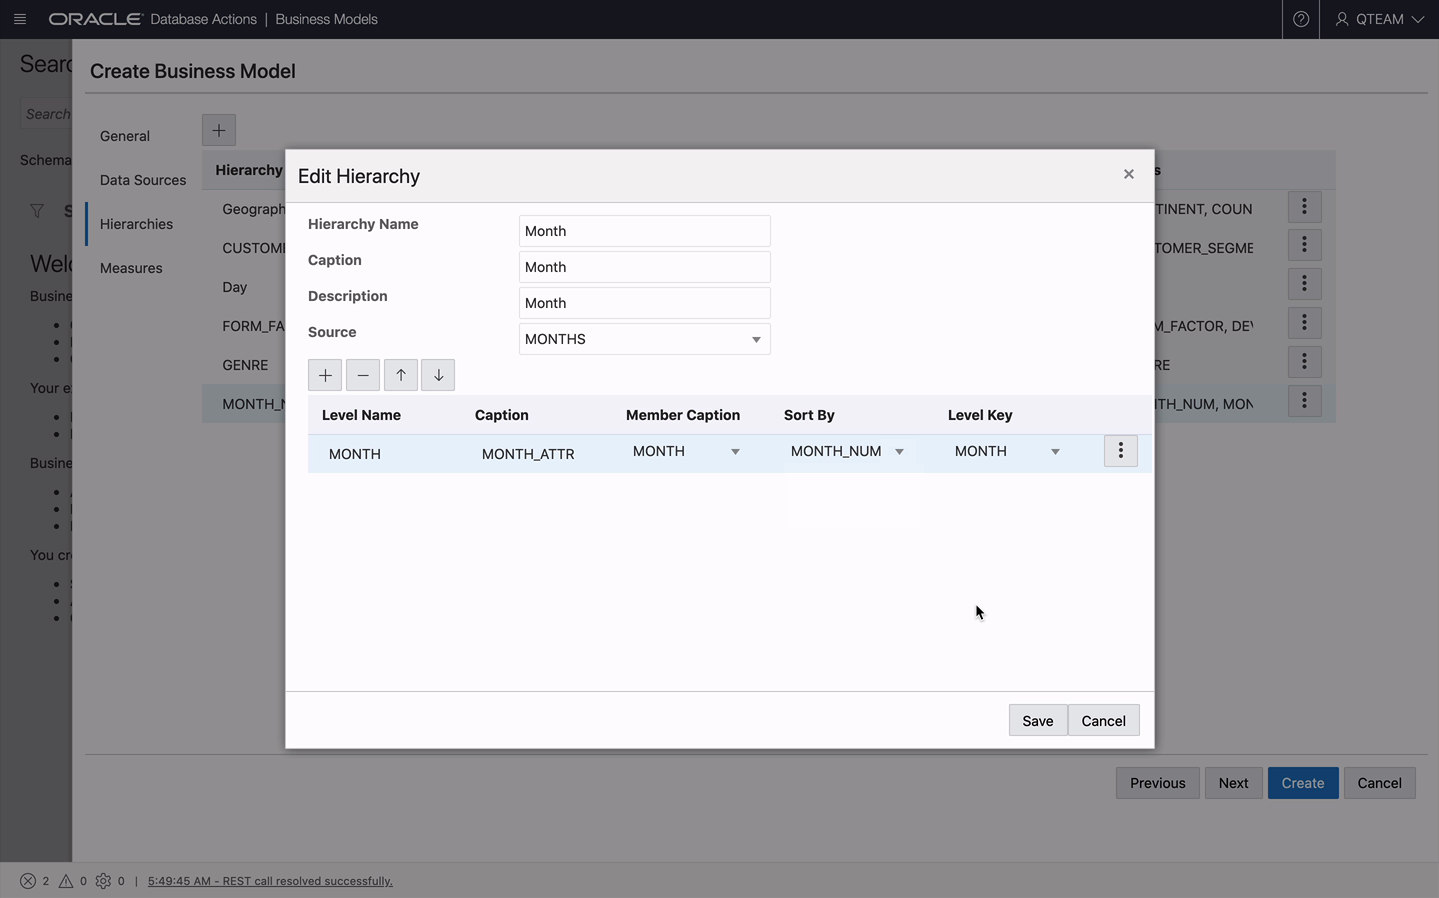 ORACLE Database Actions | Business Models
QTEAM
Create Business Model
Search
General
Data Sources
Hierarchies
Measures
Hierarchy
Geograph
CUSTOME
Day
FORM_FA
GENRE
MONTH_N
TINENT, COUN
TOMER_SEGME
M_FACTOR, DEV
RE
TH_NUM, MON
Schema
Welc
Busine
Your e
Busine
You cr
Edit Hierarchy
Hierarchy Name Month
Caption Month
Description Month
Source MONTHS
Level Name Caption Member Caption Sort By Level Key
MONTH MONTH_ATTR MONTH MONTH_NUM MONTH
Save Cancel
Previous Next Create Cancel
2 0 0 | 5:49:45 AM - REST call resolved successfully.